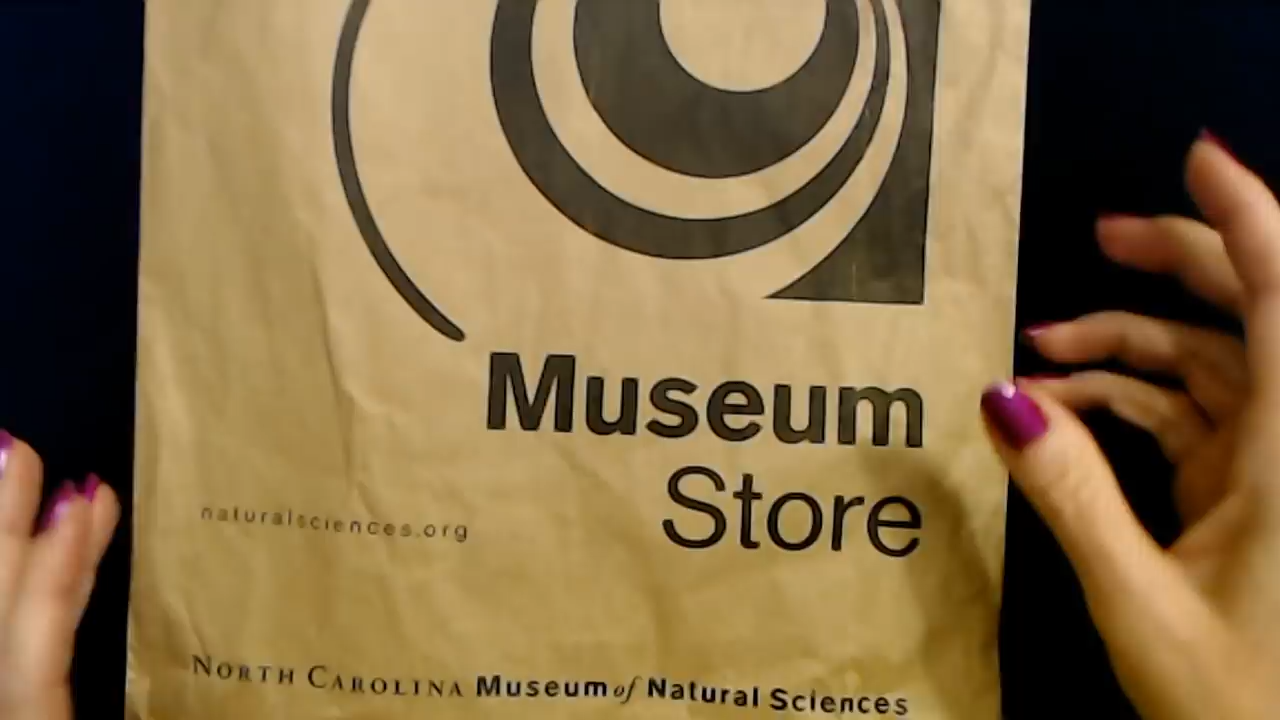 Museum
Store
naturalsciences.org
NORTH CAROLINA Museum of Natural Sciences